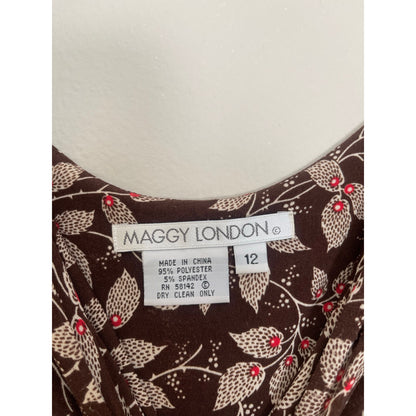 MAGGY LONDON ©
12
MADE IN CHINA
95% POLYESTER
5% SPANDEX
RN 58142 ©
DRY CLEAN ONLY